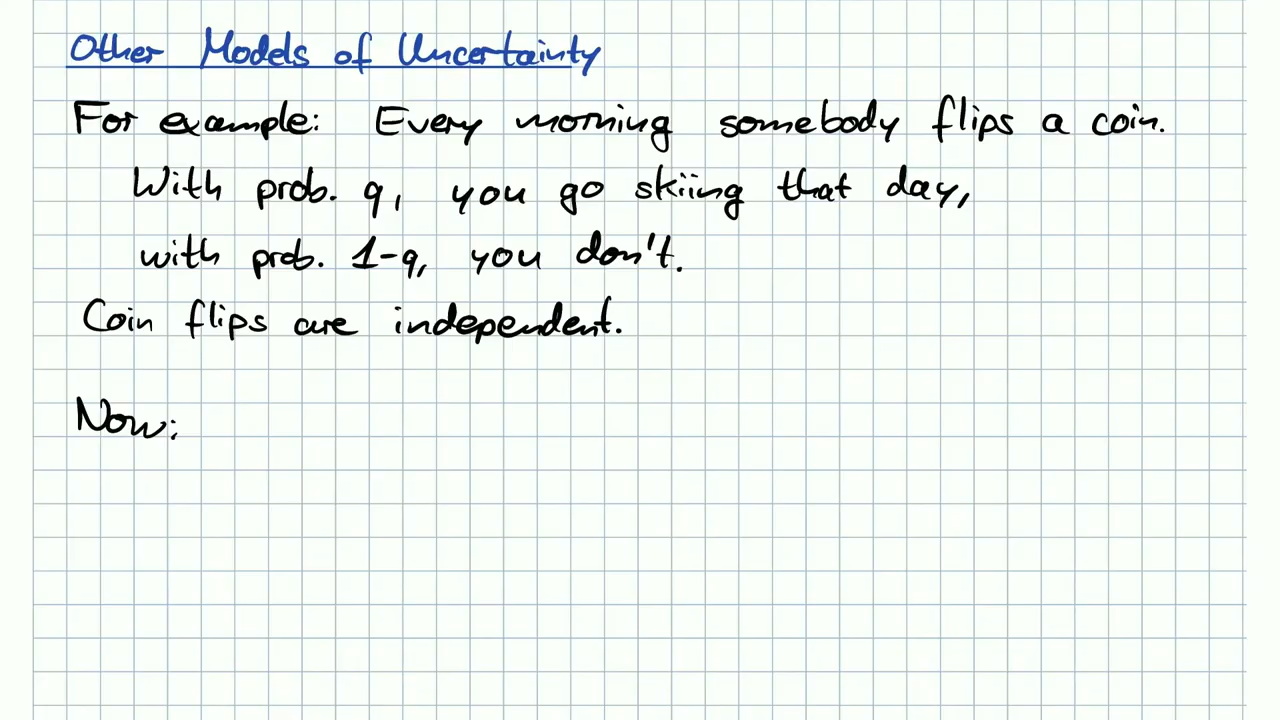 Other Models of Uncertainty
For example: Every morning somebody flips a coin.
With prob. q, you go skiing that day,
with prob. 1-q, you don't.
Coin flips are independent.
Now: